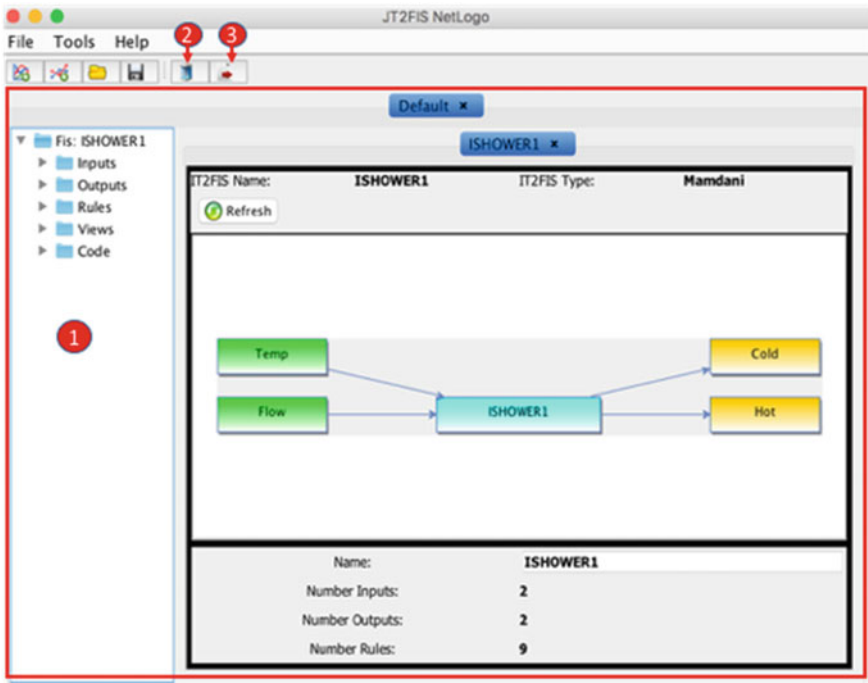 JT2FIS NetLogo
File Tools Help
2 3
Default ×
Fis: ISHOWER1
Inputs
Outputs
Rules
Views
Code
1
ISHOWER1 ×
IT2FIS Name: ISHOWER1 IT2FIS Type: Mamdani
Refresh
Temp
Cold
Flow
ISHOWER1
Hot
Name: ISHOWER1
Number Inputs: 2
Number Outputs: 2
Number Rules: 9